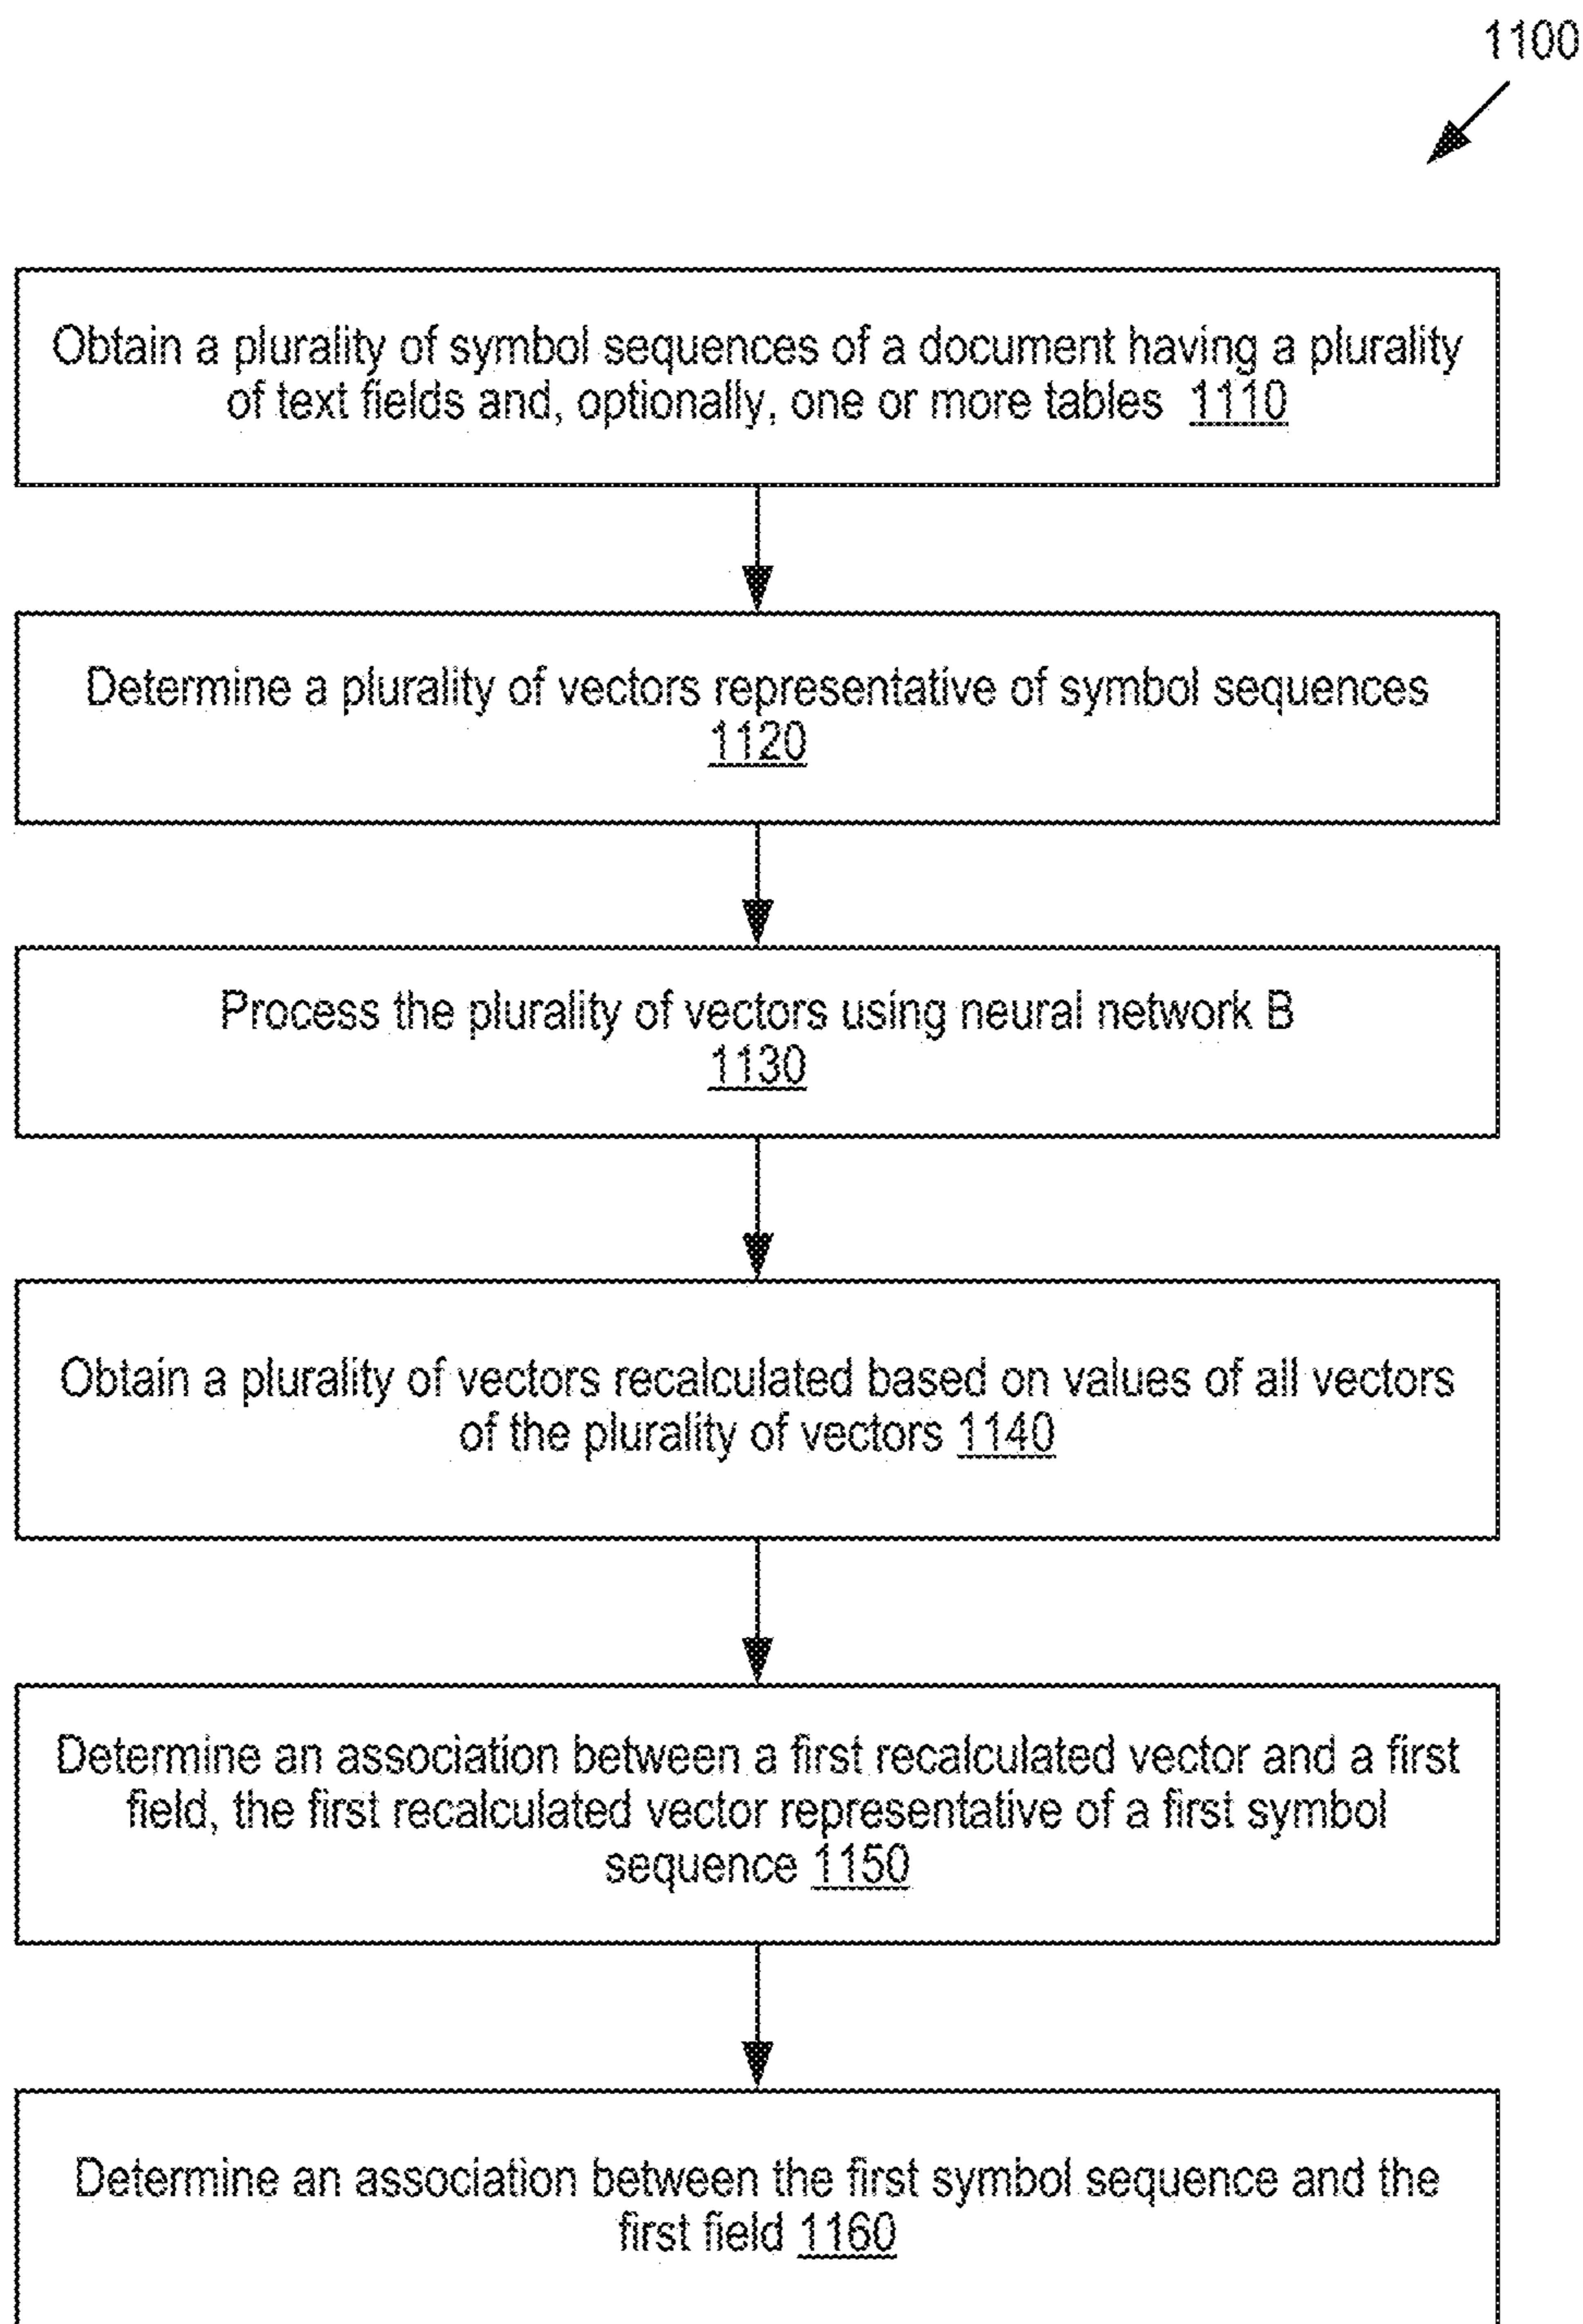 1100
Obtain a plurality of symbol sequences of a document having a plurality
of text fields and, optionally, one or more tables 1110
Determine a plurality of vectors representative of symbol sequences
1120
Process the plurality of vectors using neural network B
1130
Obtain a plurality of vectors recalculated based on values of all vectors
of the plurality of vectors 1140
Determine an association between a first recalculated vector and a first
field, the first recalculated vector representative of a first symbol
sequence 1150
Determine an association between the first symbol sequence and the
first field 1160